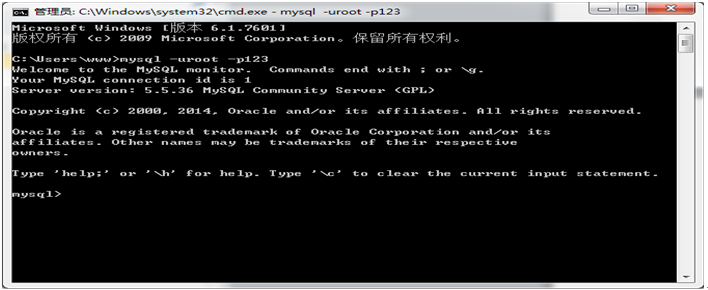 管理员: C:\Windows\system32\cmd.exe - mysql -uroot -p123
Microsoft Windows [版本 6.1.7601]
版权所有 <c> 2009 Microsoft Corporation。保留所有权利。
C:\Users\www>mysql -uroot -p123
Welcome to the MySQL monitor.  Commands end with ; or \g.
Your MySQL connection id is 1
Server version: 5.5.36 MySQL Community Server (GPL)
Copyright (c) 2000, 2014, Oracle and/or its affiliates. All rights reserved.
Oracle is a registered trademark of Oracle Corporation and/or its
affiliates. Other names may be trademarks of their respective
owners.
Type 'help;' or '\h' for help. Type '\c' to clear the current input statement.
mysql>